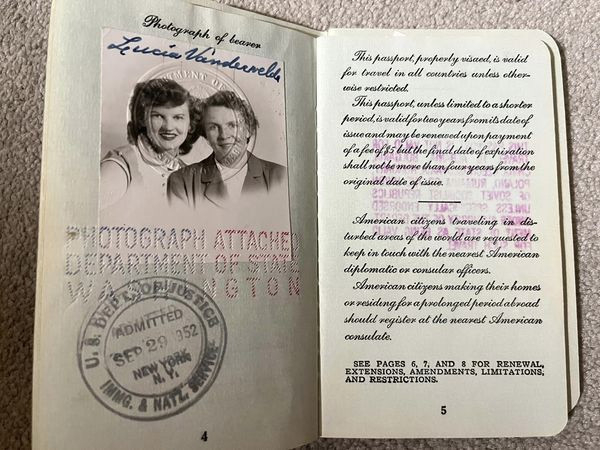 Photograph of bearer
Lucia Vandervelde
MENT OF
PHOTOGRAPH ATTACHED
DEPARTMENT OF STATE
WASHINGTON
U. S. DEPT. OF JUSTICE
ADMITTED
SEP 29 1952
NEW YORK
N. Y.
IMMG. & NATZ. SERVICE
4
This passport, properly visaed, is valid
for travel in all countries unless other-
wise restricted.
This passport, unless limited to a shorter
period, is valid for two years from its date of
issue and may be renewed upon payment
of a fee of $5 but the final date of expiration
shall not be more than four years from the
original date of issue.
American citizens traveling in dis-
turbed areas of the world are requested to
keep in touch with the nearest American
diplomatic or consular officers.
American citizens making their homes
or residing for a prolonged period abroad
should register at the nearest American
consulate.
SEE PAGES 6, 7, AND 8 FOR RENEWAL,
EXTENSIONS, AMENDMENTS, LIMITATIONS,
AND RESTRICTIONS.
5